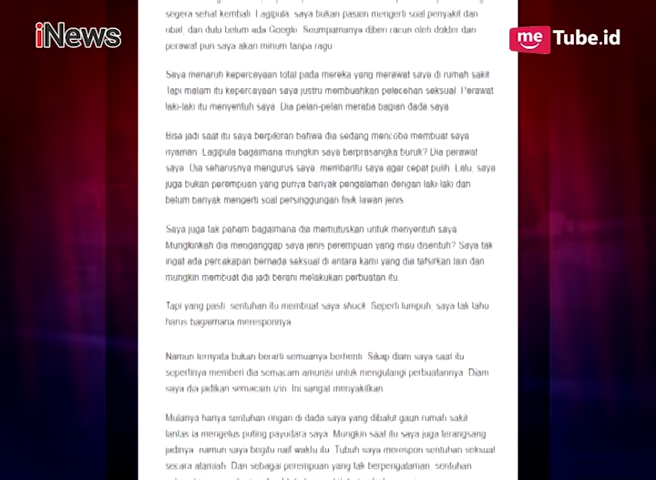 iNews
me Tube.id
segera sehat kembali. Lagipula, saya bukan pasien mengerti soal penyakit dan
obat, dan dulu belum ada Google. Seumpamanya diberi racun oleh dokter dan
perawat pun saya akan minum tanpa ragu.
Saya menaruh kepercayaan total pada mereka yang merawat saya di rumah sakit.
Tapi malam itu kepercayaan saya justru membuahkan pelecehan seksual. Perawat
laki-laki itu menyentuh saya. Dia pelan-pelan meraba bagian dada saya.
Bisa jadi saat itu saya berpikiran bahwa dia sedang mencoba membuat saya
nyaman. Lagipula bagaimana mungkin saya berprasangka buruk? Dia perawat
saya. Dia seharusnya mengurus saya, membantu saya agar cepat pulih. Lalu, saya
juga bukan perempuan yang punya banyak pengalaman dengan laki-laki dan
belum banyak mengerti soal persinggungan fisik lawan jenis.
Saya juga tak paham bagaimana dia memutuskan untuk menyentuh saya.
Mungkinkah dia menganggap saya jenis perempuan yang mau disentuh? Saya tak
ingat ada percakapan bernada seksual di antara kami yang dia tafsirkan lain dan
mungkin membuat dia jadi berani melakukan perbuatan itu.
Tapi yang pasti, sentuhan itu membuat saya shock. Seperti lumpuh, saya tak tahu
harus bagaimana meresponnya.
Namun ternyata bukan berarti semuanya berhenti. Sikap diam saya saat itu
sepertinya memberi dia semacam amunisi untuk mengulangi perbuatannya. Diam
saya dia jadikan semacam izin. Ini sangat menyakitkan.
Mulanya hanya sentuhan ringan di dada saya yang dibalut gaun rumah sakit,
lantas ia mengelus puting payudara saya. Mungkin saat itu saya juga terangsang
jadinya, namun saya begitu naif waktu itu. Tubuh saya merespon sentuhan seksual
secara alamiah. Dan sebagai perempuan yang tak berpengalaman, sentuhan